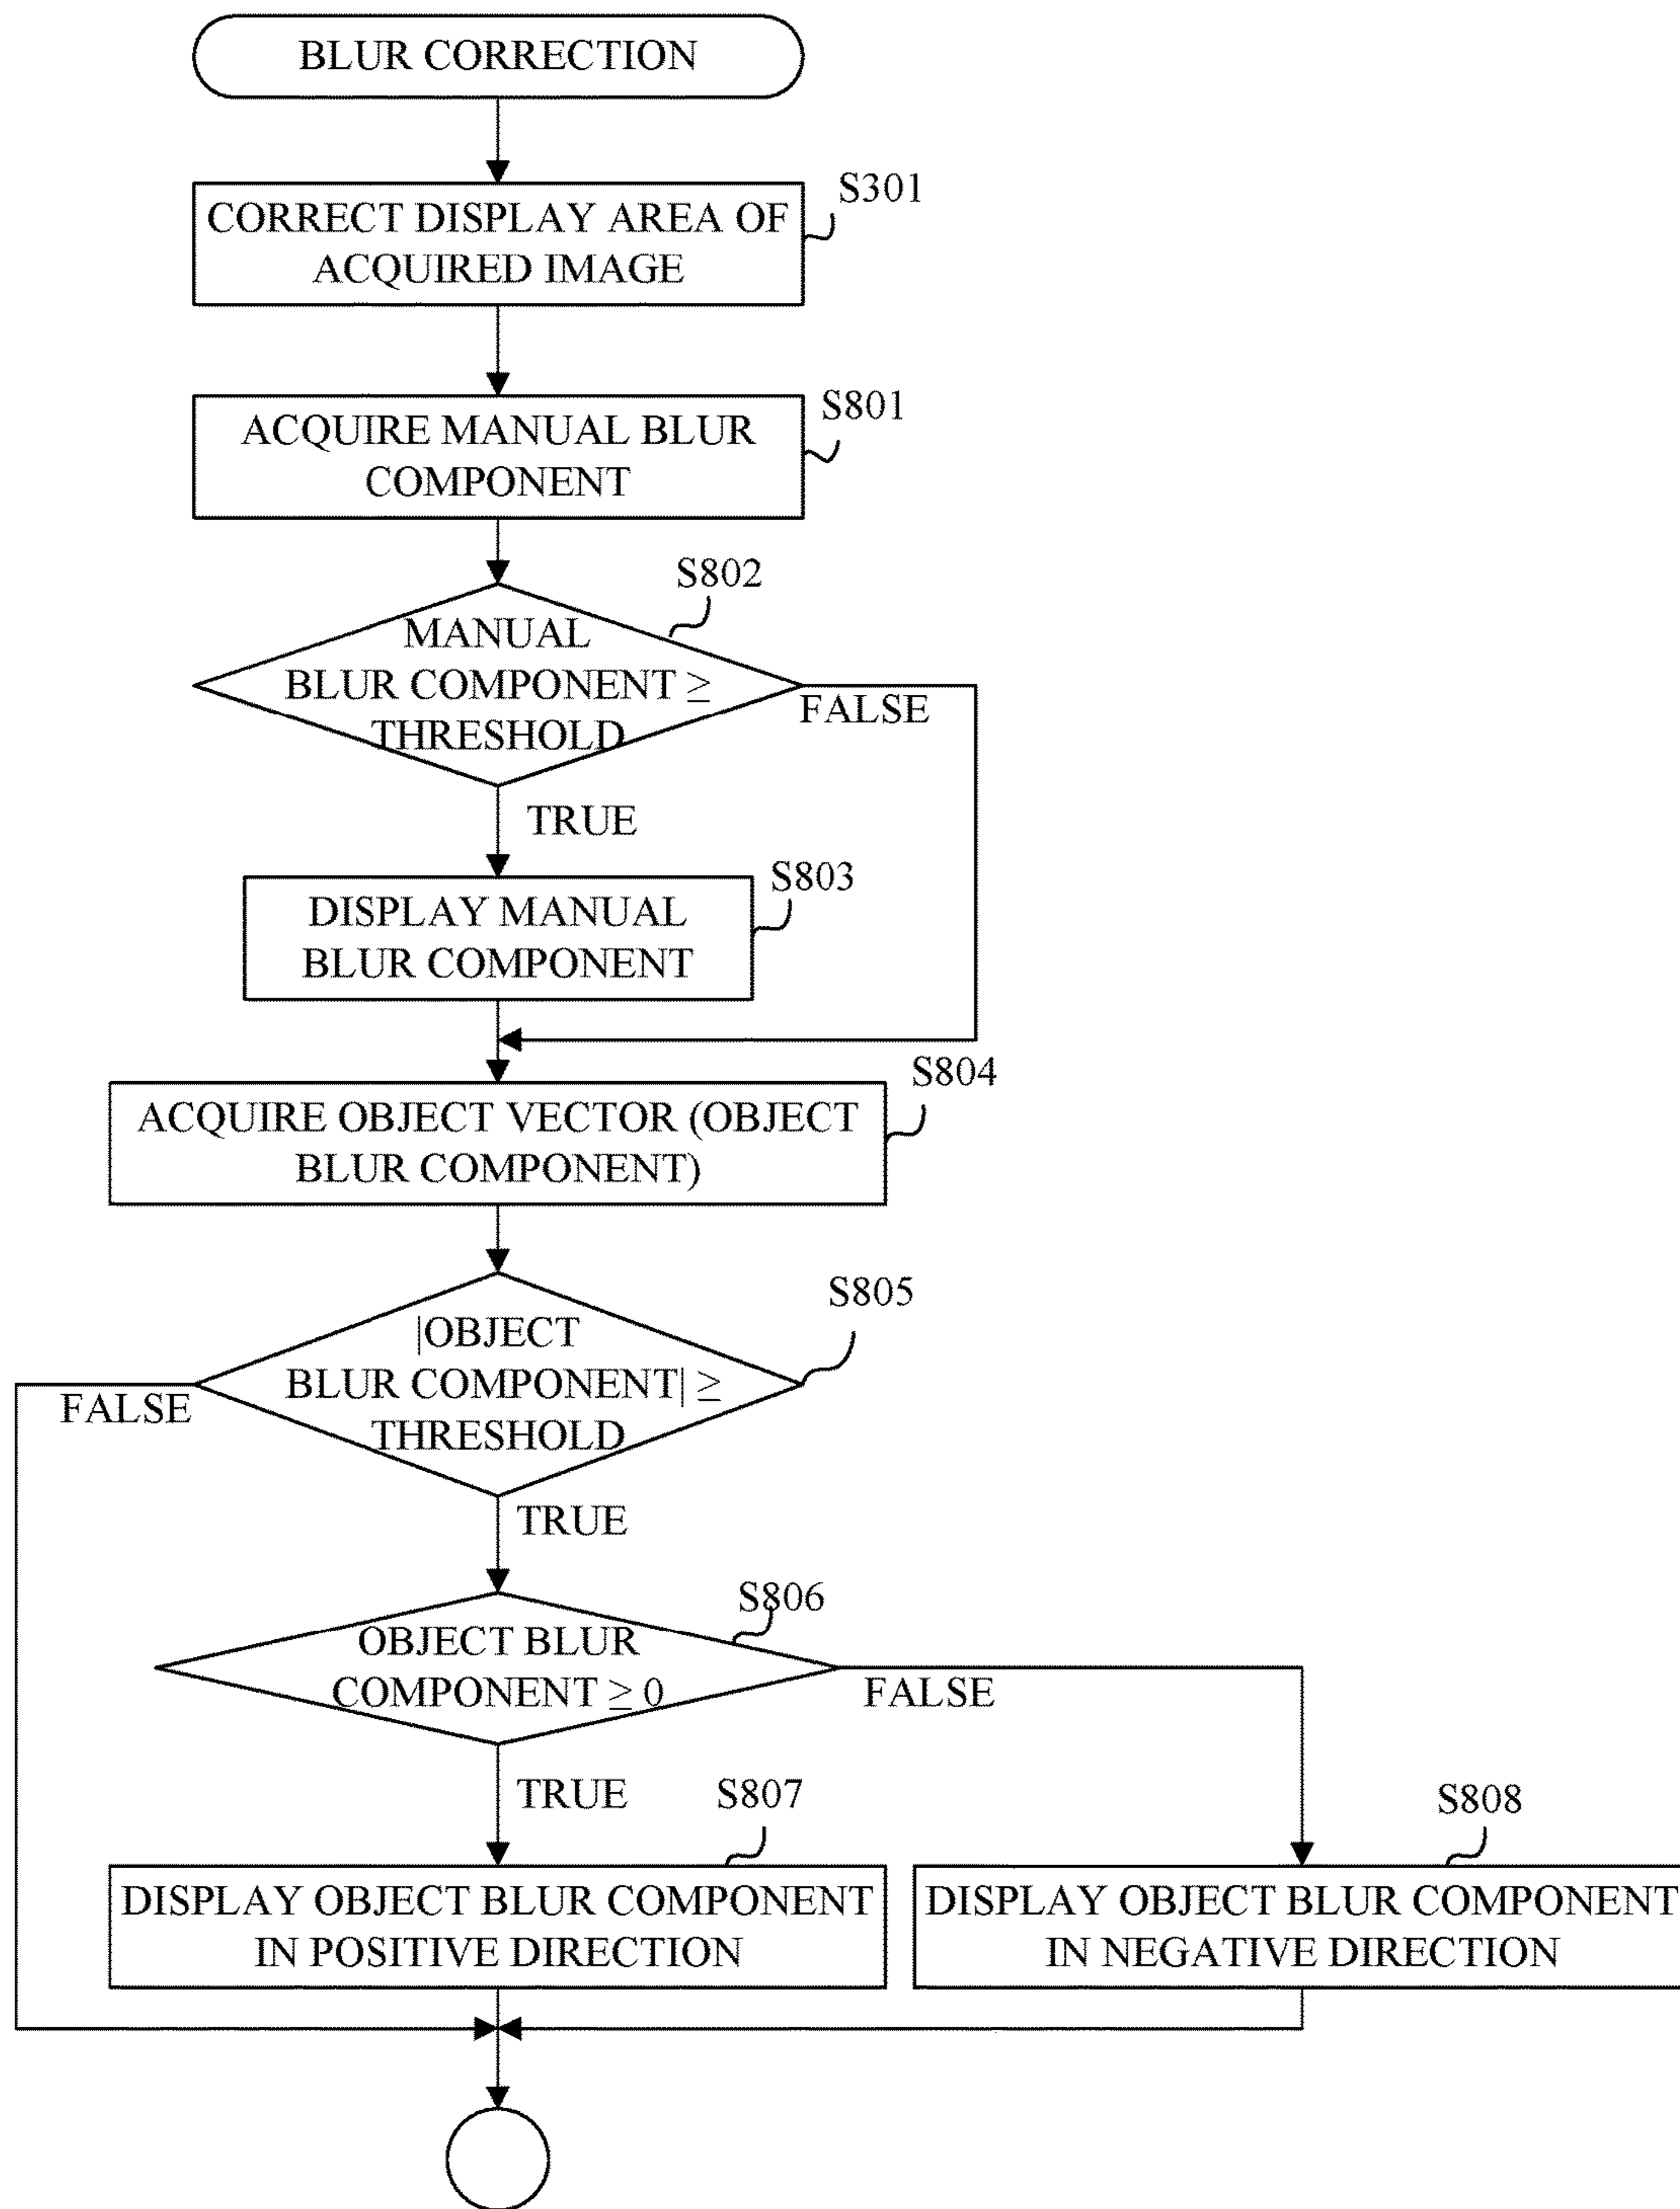 BLUR CORRECTION
S301
CORRECT DISPLAY AREA OF
ACQUIRED IMAGE
S801
ACQUIRE MANUAL BLUR
COMPONENT
S802
MANUAL
BLUR COMPONENT ≥
THRESHOLD
FALSE
TRUE
S803
DISPLAY MANUAL
BLUR COMPONENT
S804
ACQUIRE OBJECT VECTOR (OBJECT
BLUR COMPONENT)
S805
|OBJECT
BLUR COMPONENT| ≥
THRESHOLD
FALSE
TRUE
S806
OBJECT BLUR
COMPONENT ≥ 0
FALSE
TRUE
S807
S808
DISPLAY OBJECT BLUR COMPONENT
IN POSITIVE DIRECTION
DISPLAY OBJECT BLUR COMPONENT
IN NEGATIVE DIRECTION